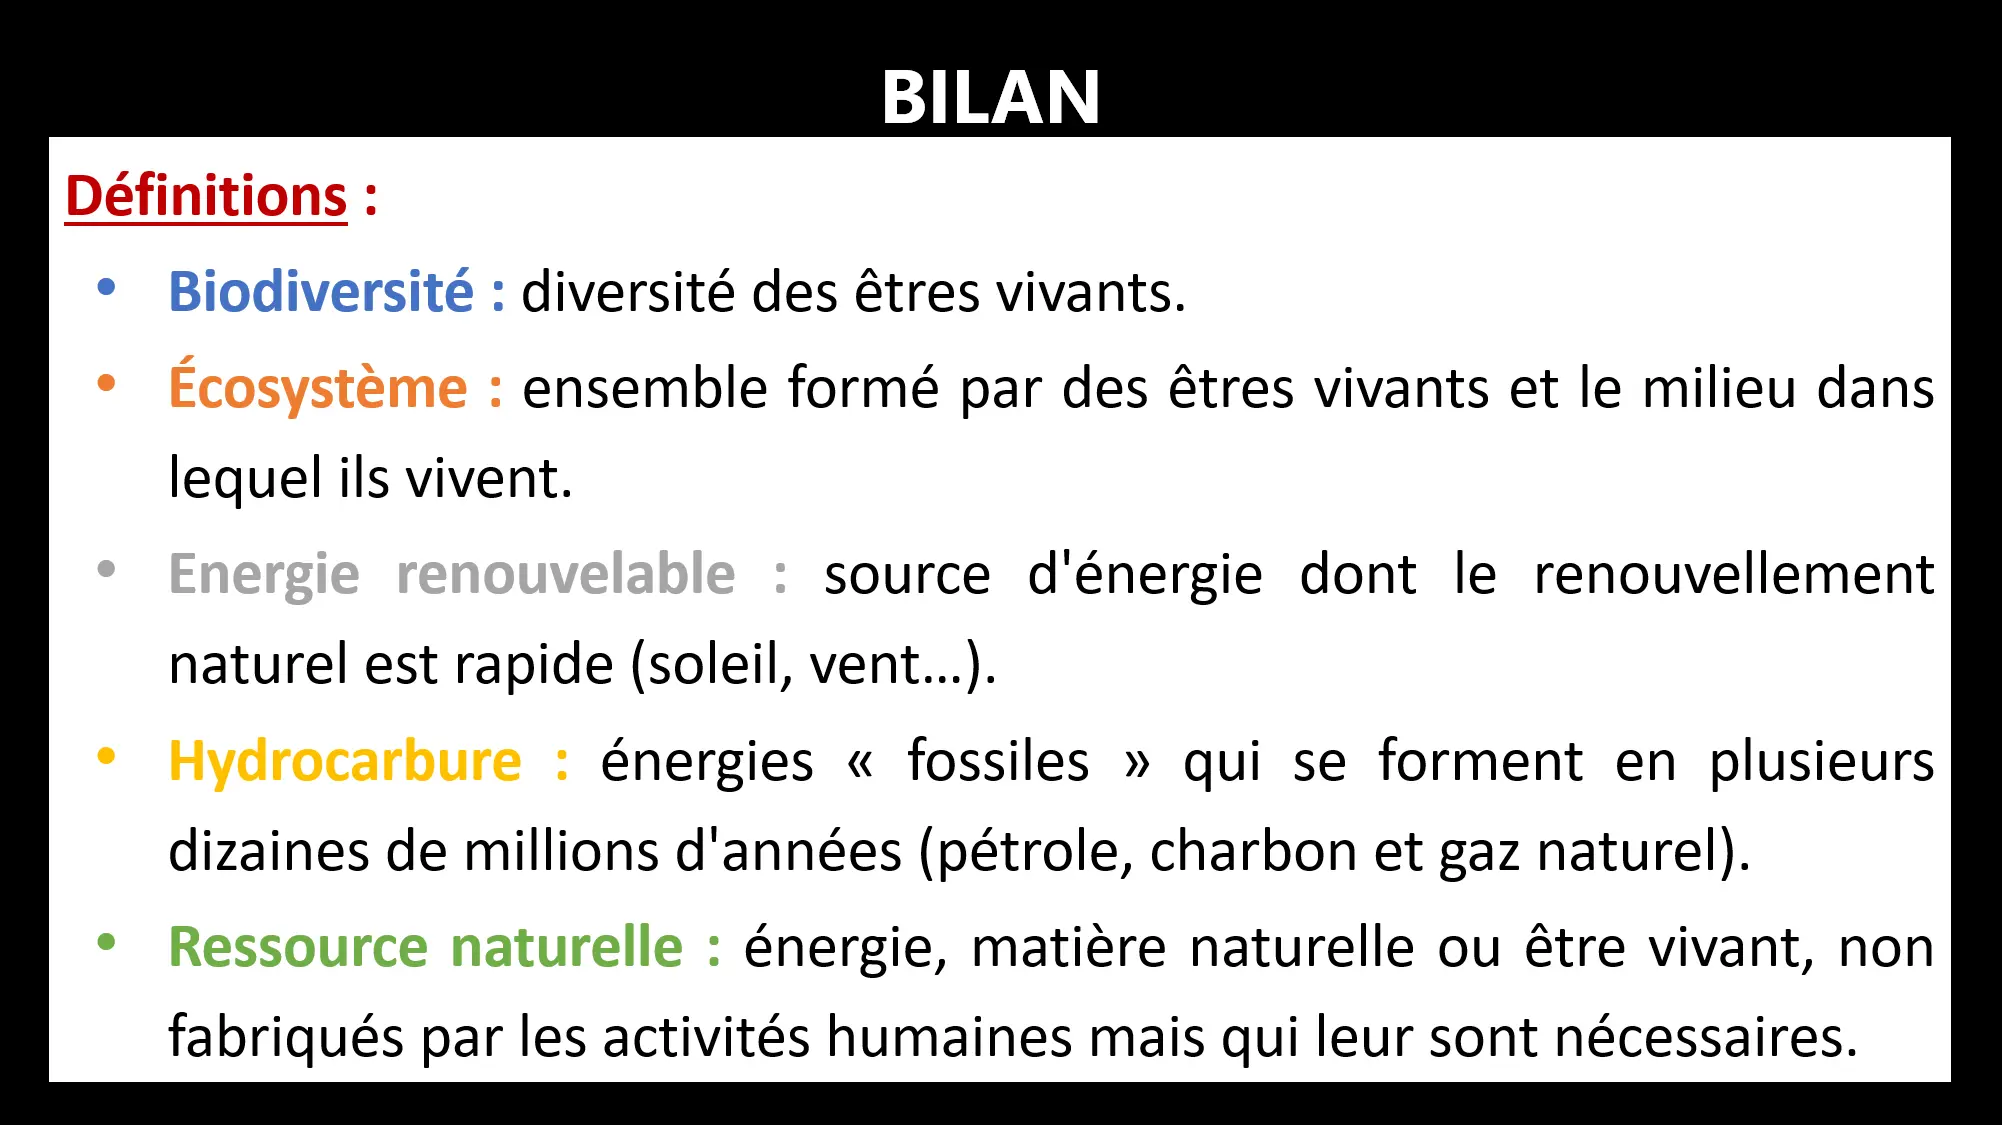 BILAN
Définitions :
• Biodiversité : diversité des êtres vivants.
• Écosystème : ensemble formé par des êtres vivants et le milieu dans
lequel ils vivent.
• Energie renouvelable : source d'énergie dont le renouvellement
naturel est rapide (soleil, vent...).
• Hydrocarbure : énergies « fossiles » qui se forment en plusieurs
dizaines de millions d'années (pétrole, charbon et gaz naturel).
• Ressource naturelle : énergie, matière naturelle ou être vivant, non
fabriqués par les activités humaines mais qui leur sont nécessaires.